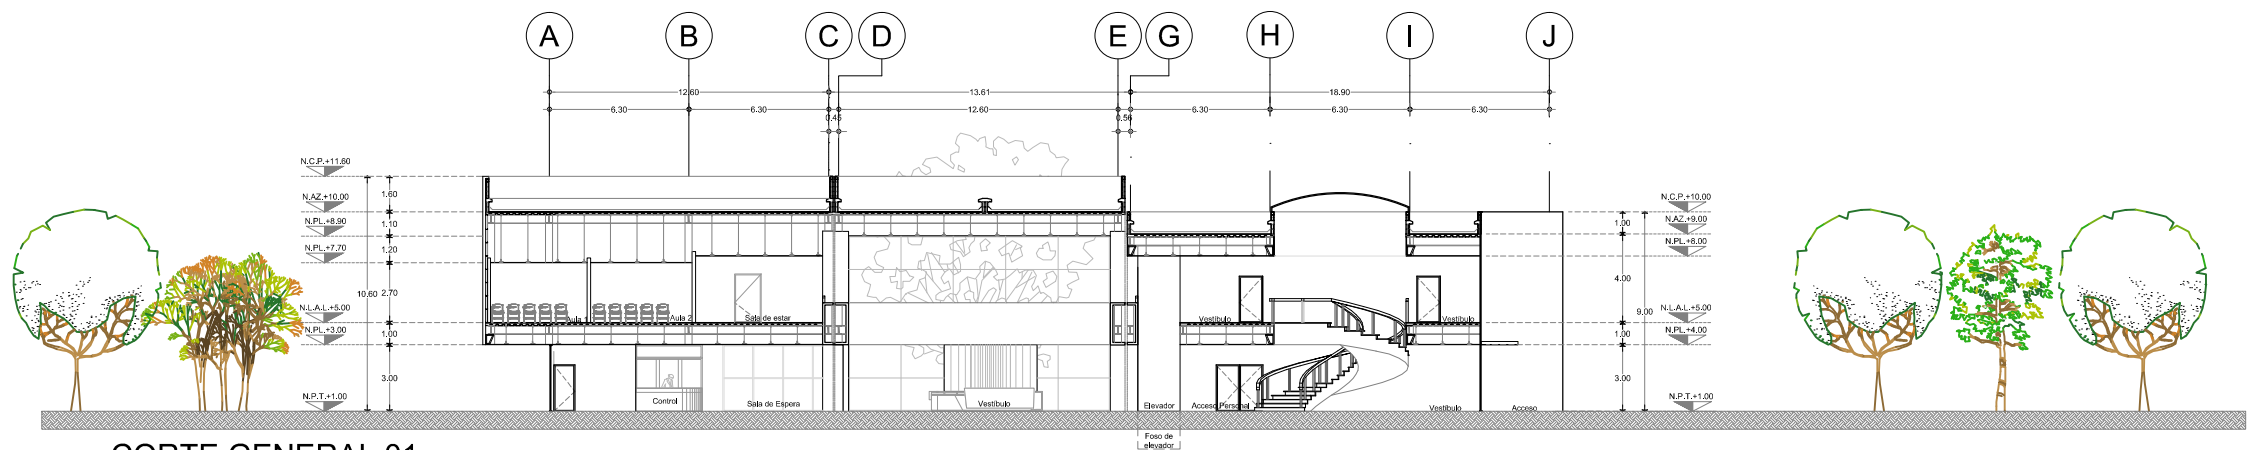 A B C D E G H I J
12.60 13.61 18.90
6.30 6.30 12.60 6.30 6.30 6.30
0.45 0.56
N.C.P.+11.60
1.60
N.AZ.+10.00
1.10
N.PL.+8.90
1.20
N.PL.+7.70
10.60 2.70
N.L.A.L.+5.00
N.PL.+3.00
1.00
3.00
N.P.T.+1.00
Aula 1 Aula 2 Sala de estar
Control Sala de Espera Vestíbulo
Vestíbulo Vestíbulo
Elevador Acceso Personal Vestíbulo Acceso
Foso de
elevador
N.C.P.+10.00
1.00
N.AZ.+9.00
N.PL.+8.00
4.00
9.00
N.L.A.L.+5.00
1.00
N.PL.+4.00
3.00
N.P.T.+1.00
CORTE GENERAL 01